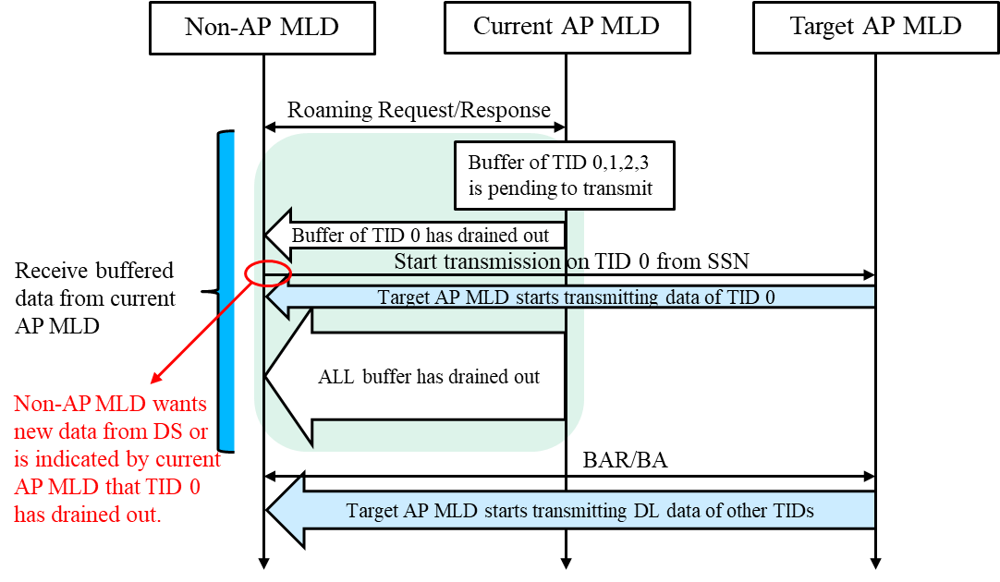 Non-AP MLD
Current AP MLD
Target AP MLD
Roaming Request/Response
Buffer of TID 0,1,2,3
is pending to transmit
Buffer of TID 0 has drained out
Start transmission on TID 0 from SSN
Target AP MLD starts transmitting data of TID 0
Receive buffered
data from current
AP MLD
ALL buffer has drained out
Non-AP MLD wants
new data from DS or
is indicated by current
AP MLD that TID 0
has drained out.
BAR/BA
Target AP MLD starts transmitting DL data of other TIDs